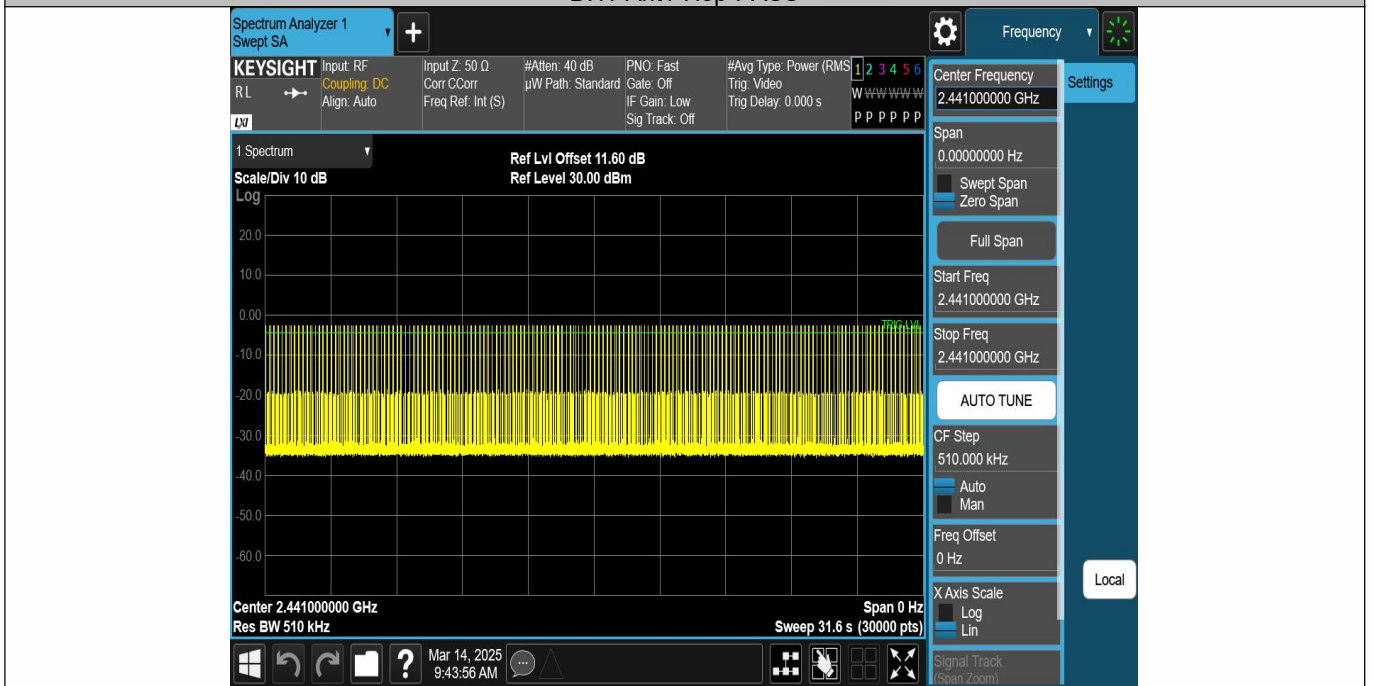 Spectrum Analyzer 1
Swept SA
Frequency
KEYSIGHT
RL
LXI
Input: RF
Coupling: DC
Align: Auto
Input Z: 50 Ω
Corr CCorr
Freq Ref: Int (S)
#Atten: 40 dB
µW Path: Standard
PNO: Fast
Gate: Off
IF Gain: Low
Sig Track: Off
#Avg Type: Power (RMS
Trig: Video
Trig Delay: 0.000 s
1 2 3 4 5 6
W W W W W W
P P P P P P
1 Spectrum
Scale/Div 10 dB
Ref Lvl Offset 11.60 dB
Ref Level 30.00 dBm
Log
20.0
10.0
0.00
TRIG LVL
-10.0
-20.0
-30.0
-40.0
-50.0
-60.0
Center 2.441000000 GHz
Res BW 510 kHz
Span 0 Hz
Sweep 31.6 s (30000 pts)
Mar 14, 2025
9:43:56 AM
Center Frequency
2.441000000 GHz
Settings
Span
0.00000000 Hz
Swept Span
Zero Span
Full Span
Start Freq
2.441000000 GHz
Stop Freq
2.441000000 GHz
AUTO TUNE
CF Step
510.000 kHz
Auto
Man
Freq Offset
0 Hz
X Axis Scale
Log
Lin
Local
Signal Track
(Span Zoom)